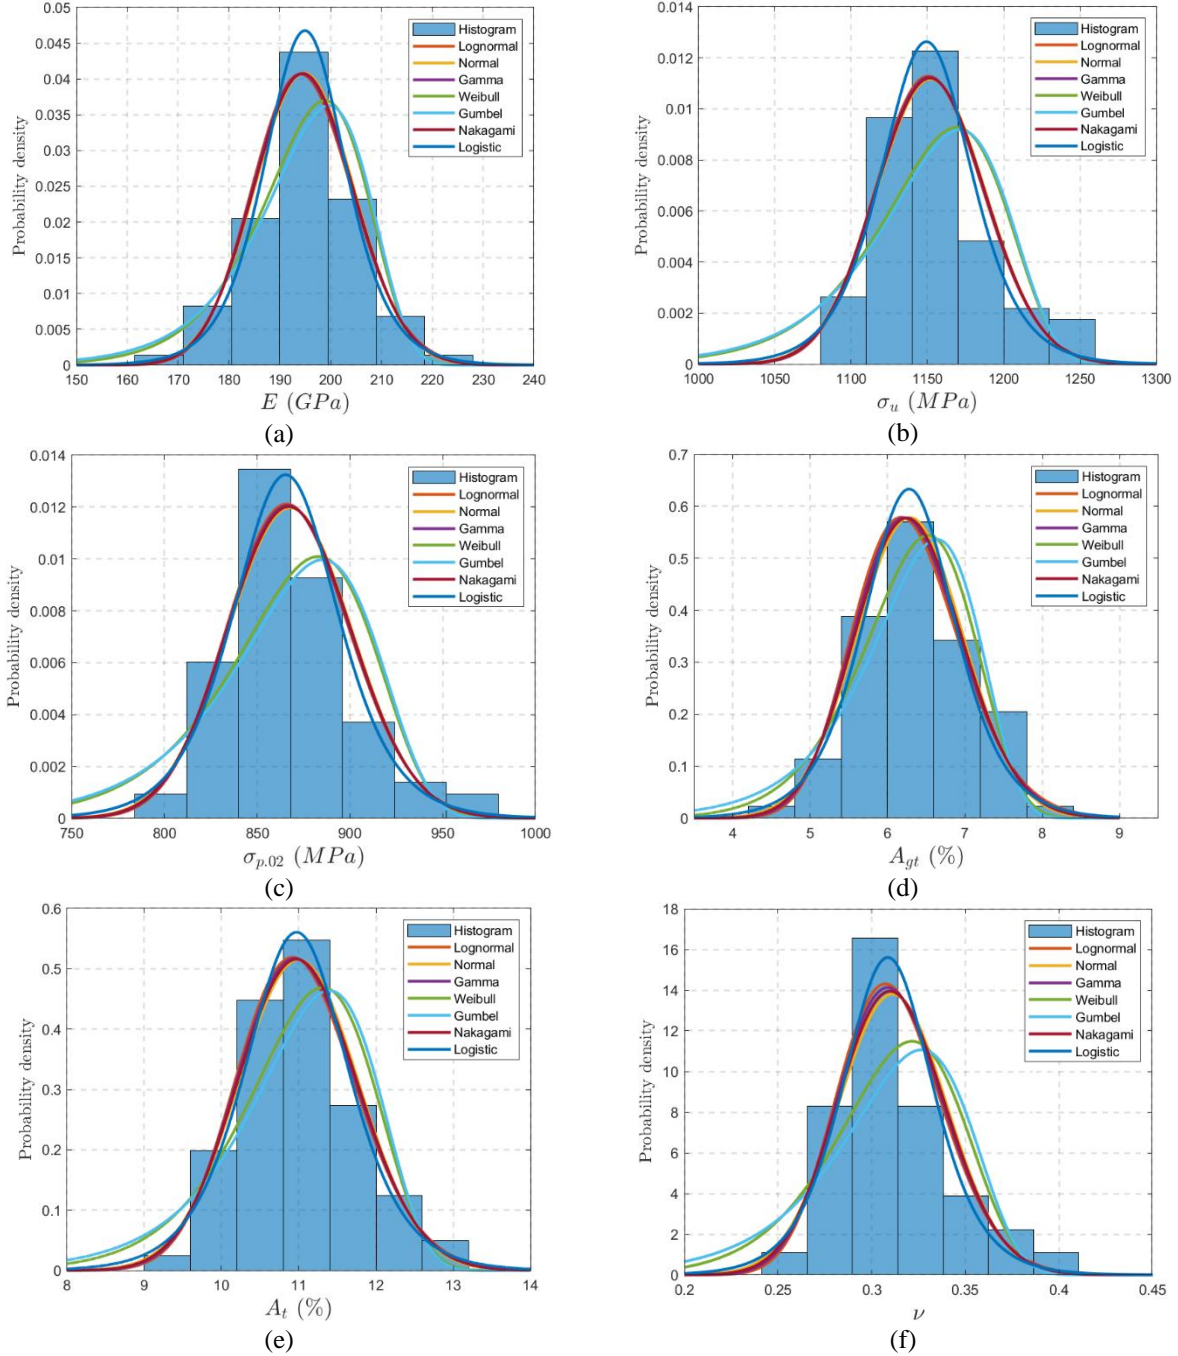 0.05
0.045
0.04
0.035
0.03
0.025
0.02
0.015
0.01
0.005
0
Probability density
Histogram
Lognormal
Normal
Gamma
Weibull
Gumbel
Nakagami
Logistic
150 160 170 180 190 200 210 220 230 240
E (GPa)
(a)
0.014
0.012
0.01
0.008
0.006
0.004
0.002
0
Probability density
Histogram
Lognormal
Normal
Gamma
Weibull
Gumbel
Nakagami
Logistic
1000 1050 1100 1150 1200 1250 1300
σu (MPa)
(b)
0.014
0.012
0.01
0.008
0.006
0.004
0.002
0
Probability density
Histogram
Lognormal
Normal
Gamma
Weibull
Gumbel
Nakagami
Logistic
750 800 850 900 950 1000
σp.02 (MPa)
(c)
0.7
0.6
0.5
0.4
0.3
0.2
0.1
0
Probability density
Histogram
Lognormal
Normal
Gamma
Weibull
Gumbel
Nakagami
Logistic
4 5 6 7 8 9
Agt (%)
(d)
0.6
0.5
0.4
0.3
0.2
0.1
0
Probability density
Histogram
Lognormal
Normal
Gamma
Weibull
Gumbel
Nakagami
Logistic
8 9 10 11 12 13 14
At (%)
(e)
18
16
14
12
10
8
6
4
2
0
Probability density
Histogram
Lognormal
Normal
Gamma
Weibull
Gumbel
Nakagami
Logistic
0.2 0.25 0.3 0.35 0.4 0.45
ν
(f)